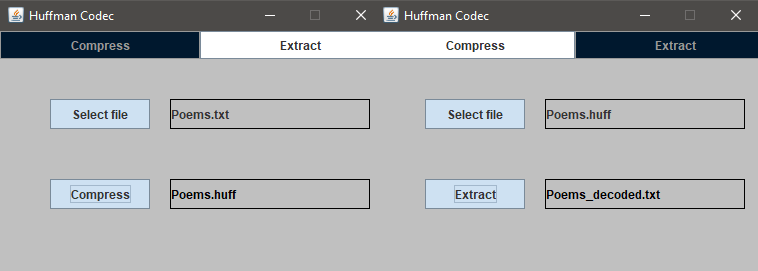 Huffman Codec
Compress Extract
Select file Poems.txt
Compress Poems.huff
Huffman Codec
Compress Extract
Select file Poems.huff
Extract Poems_decoded.txt